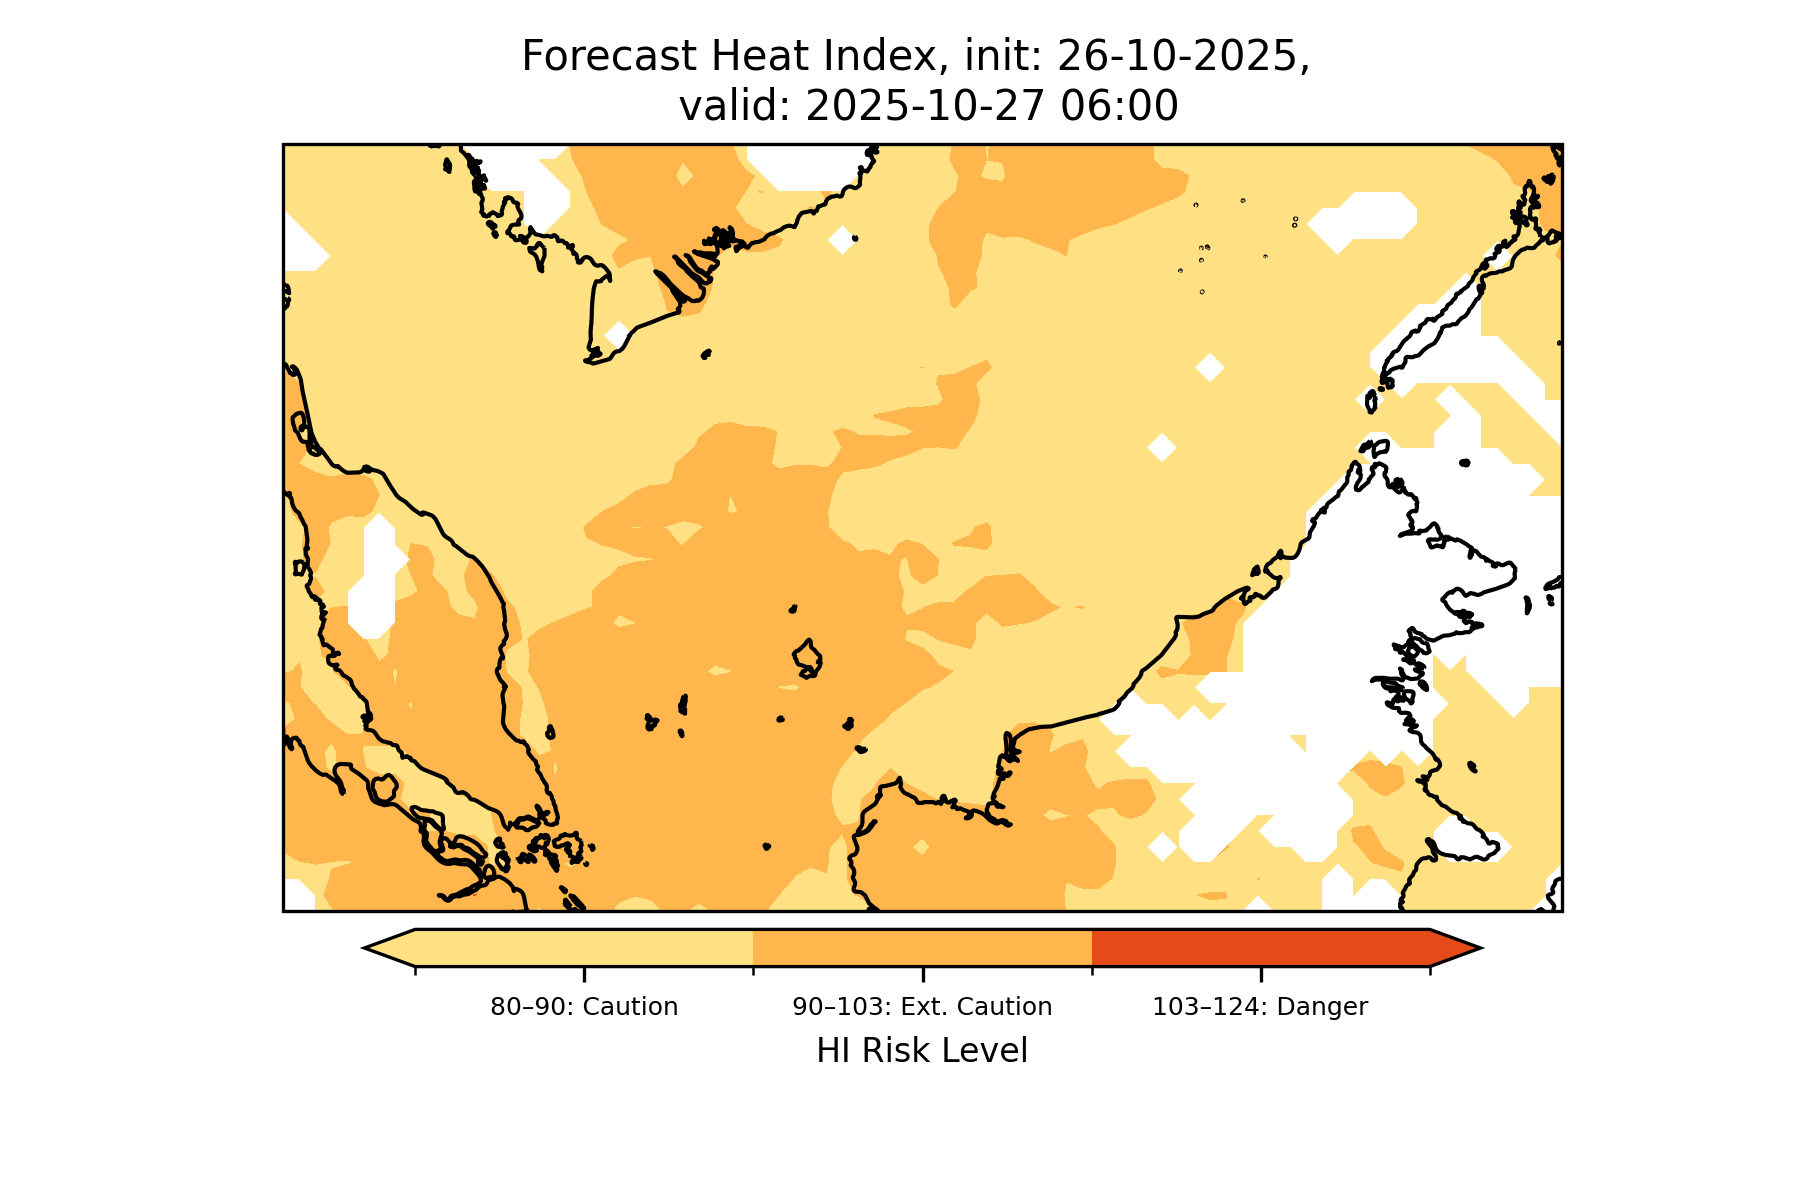 Forecast Heat Index, init: 26-10-2025,
valid: 2025-10-27 06:00
80–90: Caution
90–103: Ext. Caution
103–124: Danger
HI Risk Level